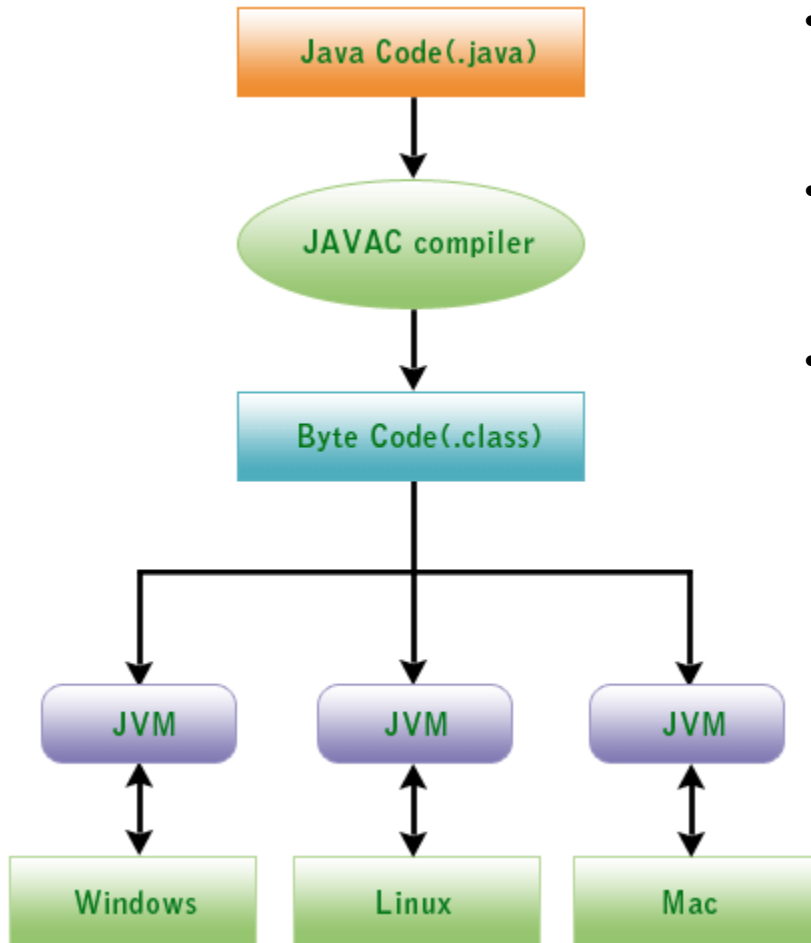 Java Code(.java)
JAVAC compiler
Byte Code(.class)
JVM
JVM
JVM
Windows
Linux
Mac